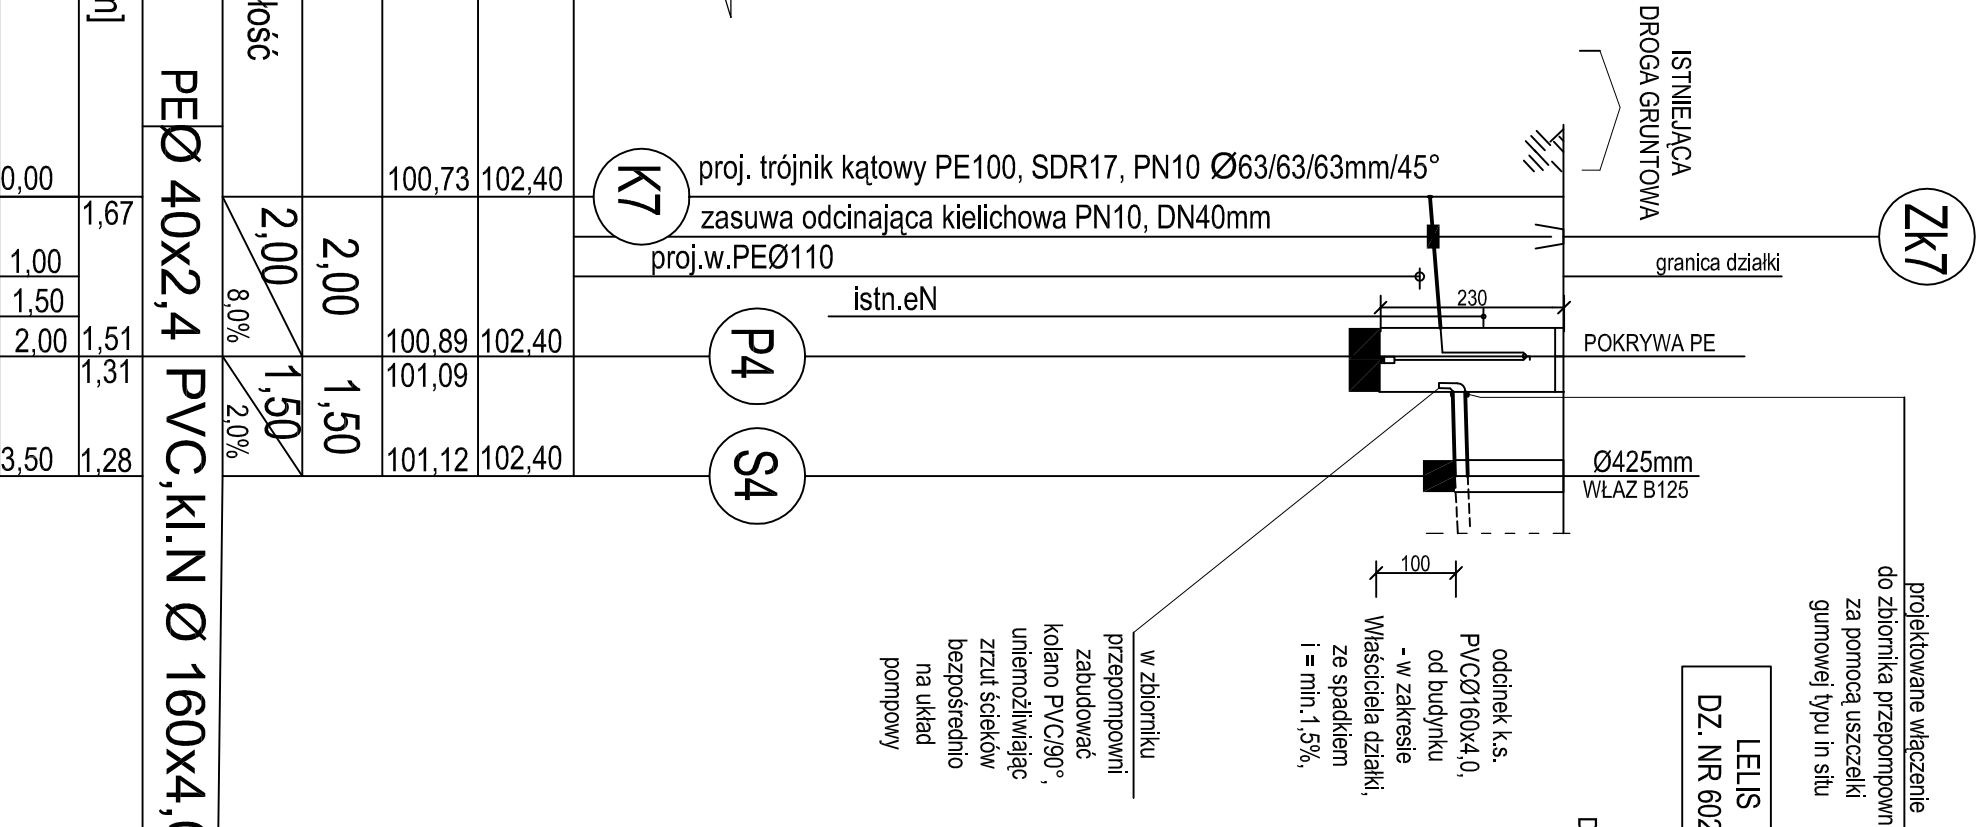 ISTNIEJĄCA
DROGA GRUNTOWA
Zk7
granica działki
POKRYWA PE
Ø425mm
WŁAZ B125
projektowane włączenie
do zbiornika przepompown
za pomocą uszczelki
gumowej typu in situ
LELIS
DZ. NR 602
proj. trójnik kątowy PE100, SDR17, PN10 Ø63/63/63mm/45°
zasuwa odcinająca kielichowa PN10, DN40mm
proj.w.PEØ110
istn.eN
230
100
K7
P4
S4
odcinek k.s.
PVCØ160x4,0,
od budynku
- w zakresie
Właściciela działki,
ze spadkiem
i = min.1,5%,
w zbiorniku
przepompowni
zabudować
kolano PVC/90°,
uniemożliwiając
zrzut ścieków
bezpośrednio
na układ
pompowy
102,40
102,40
102,40
100,73
100,89
101,09
101,12
2,00 1,50
łość
2,00 1,50
8,0% 2,0%
PEØ 40x2,4 PVC,kl.N Ø 160x4,0
m]
1,67
1,51
1,31
1,28
0,00
1,00
1,50
2,00
3,50